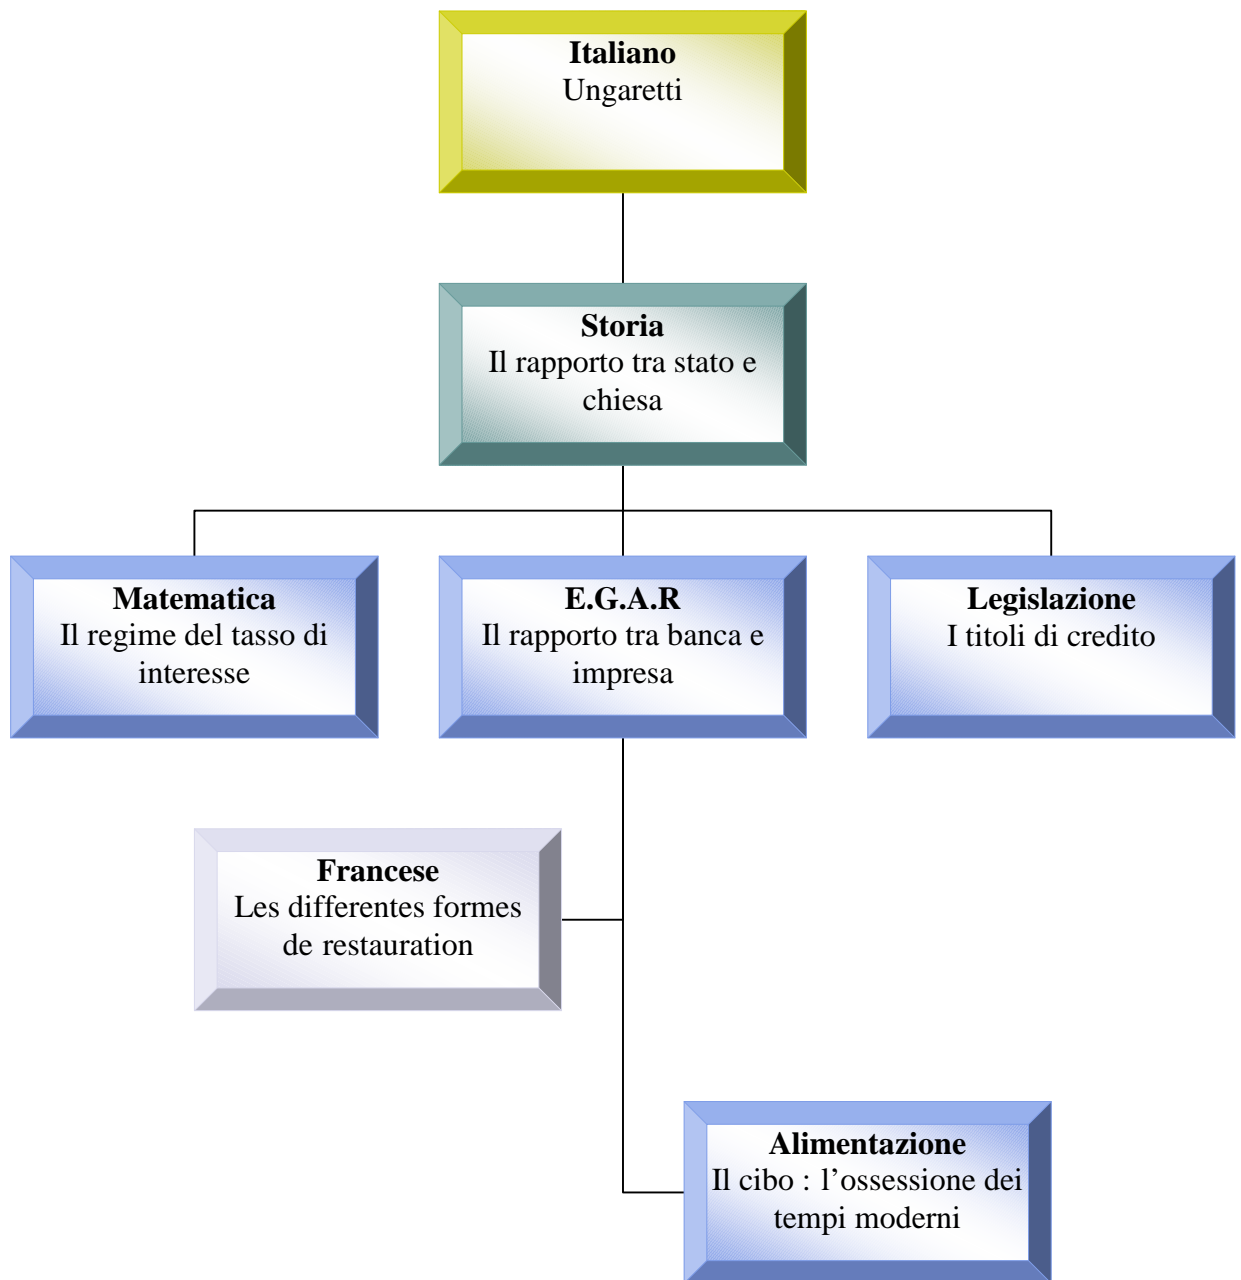 Italiano
Ungaretti
Storia
Il rapporto tra stato e
chiesa
Matematica
Il regime del tasso di
interesse
E.G.A.R
Il rapporto tra banca e
impresa
Legislazione
I titoli di credito
Francese
Les differentes formes
de restauration
Alimentazione
Il cibo : l’ossessione dei
tempi moderni